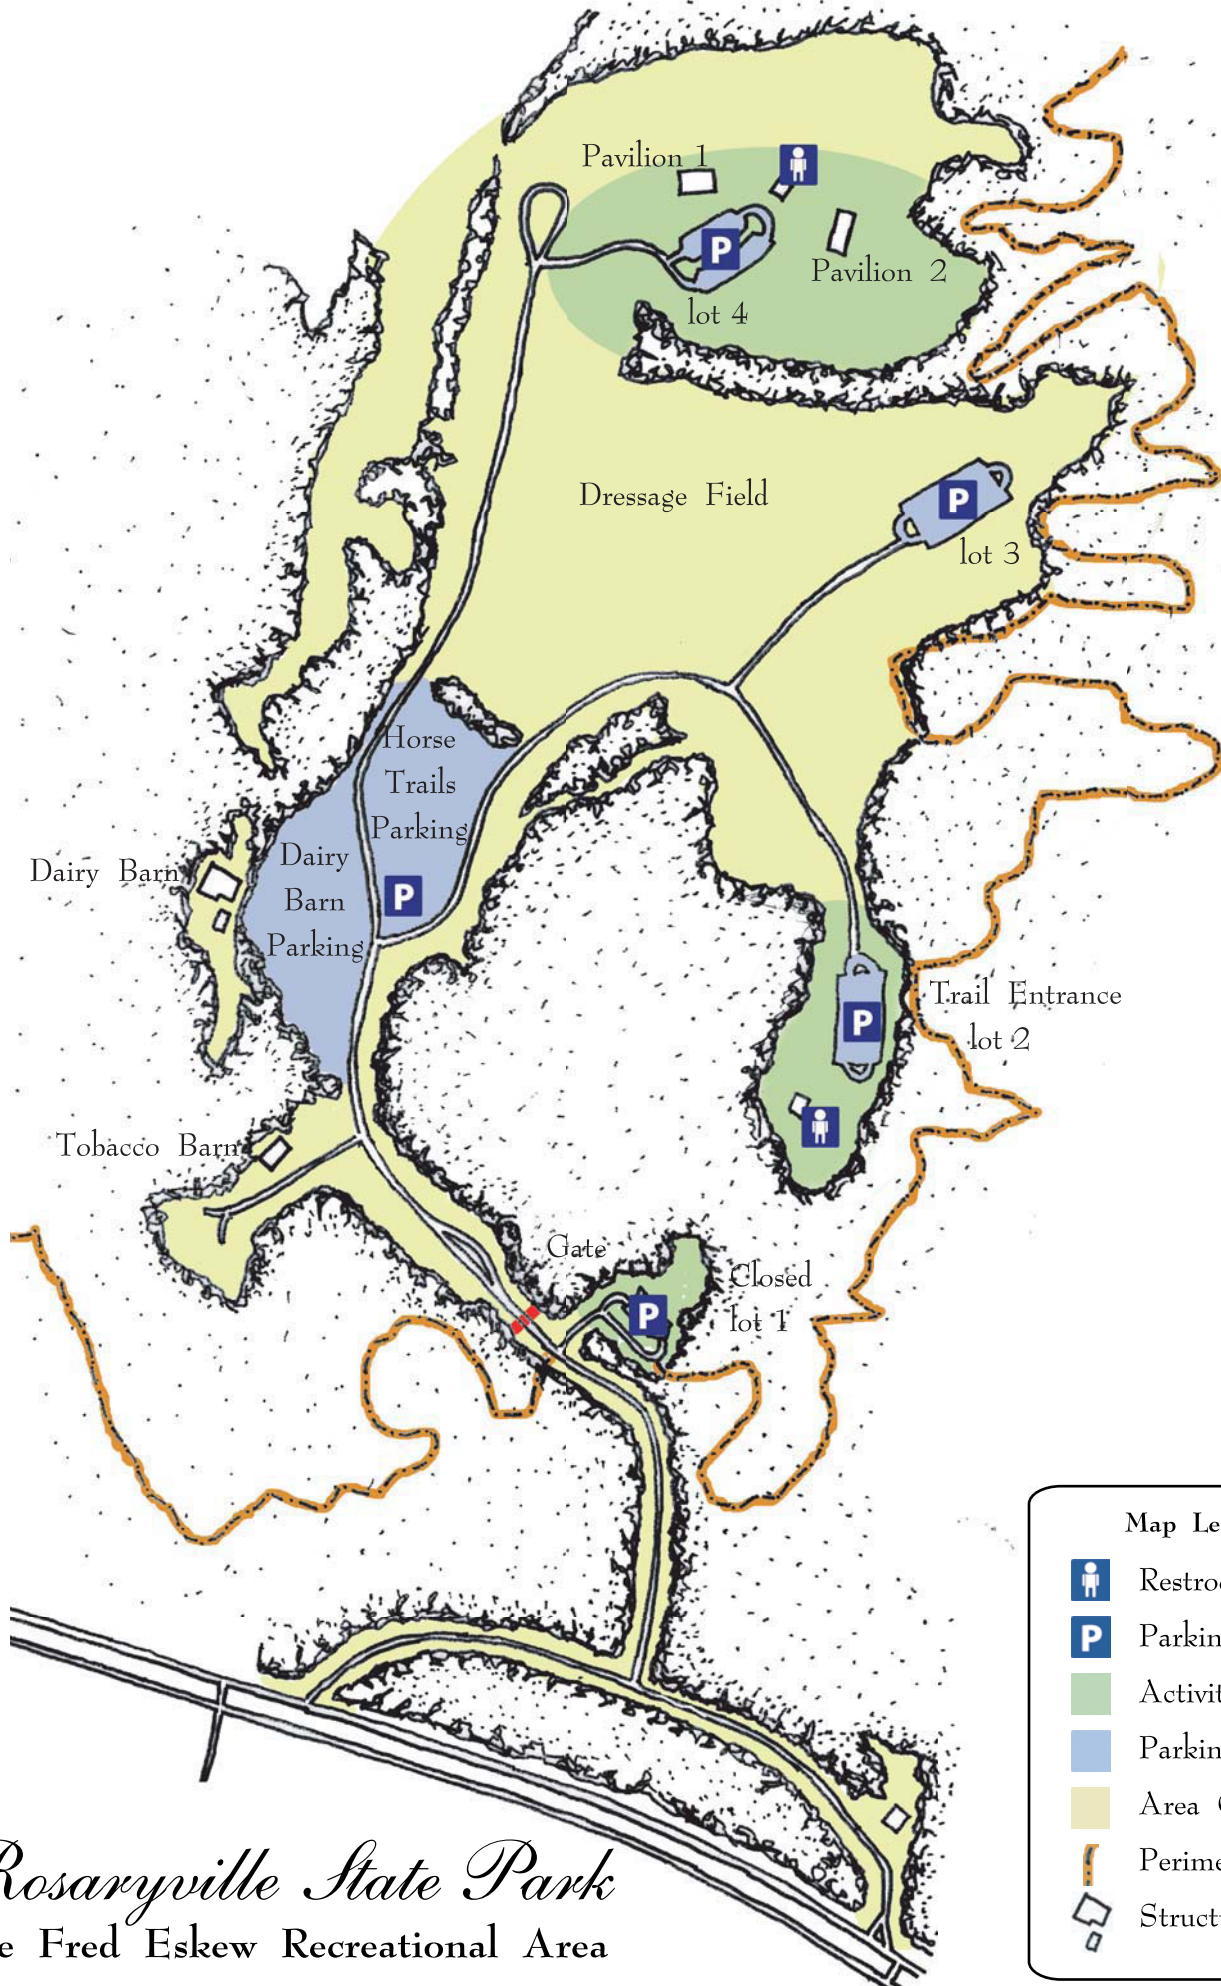 Pavilion 1
Pavilion 2
P
lot 4
Dressage Field
P
lot 3
Horse
Trails
Parking
Dairy Barn
Dairy
Barn
Parking
P
Trail Entrance
lot 2
P
Tobacco Barn
Gate
Closed
lot 1
P
Map Le
Restroo
P Parkin
Activit
Parkin
Area
Perime
Struct
Rosaryville State Park
e Fred Eskew Recreational Area